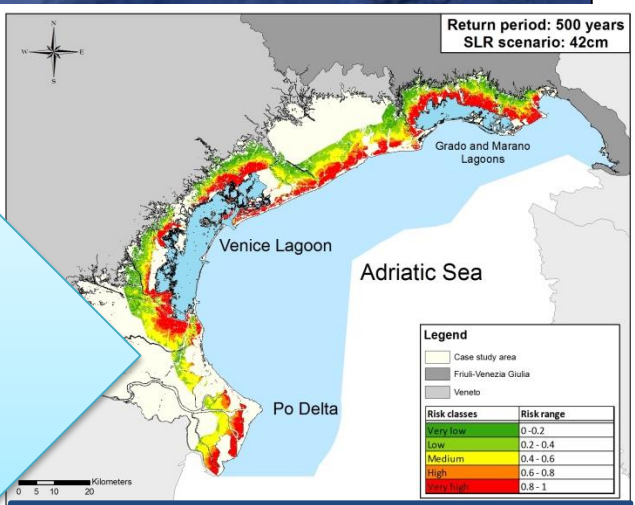 Return period: 500 years
SLR scenario: 42cm
N
W
E
S
Grado and Marano
Lagoons
Venice Lagoon
Adriatic Sea
Po Delta
Legend
Case study area
Friuli-Venezia Giulia
Veneto
Risk classes Risk range
Very low 0 -0.2
Low 0.2 - 0.4
Medium 0.4 - 0.6
High 0.6 - 0.8
Very high 0.8 - 1
Kilometers
0 5 10 20